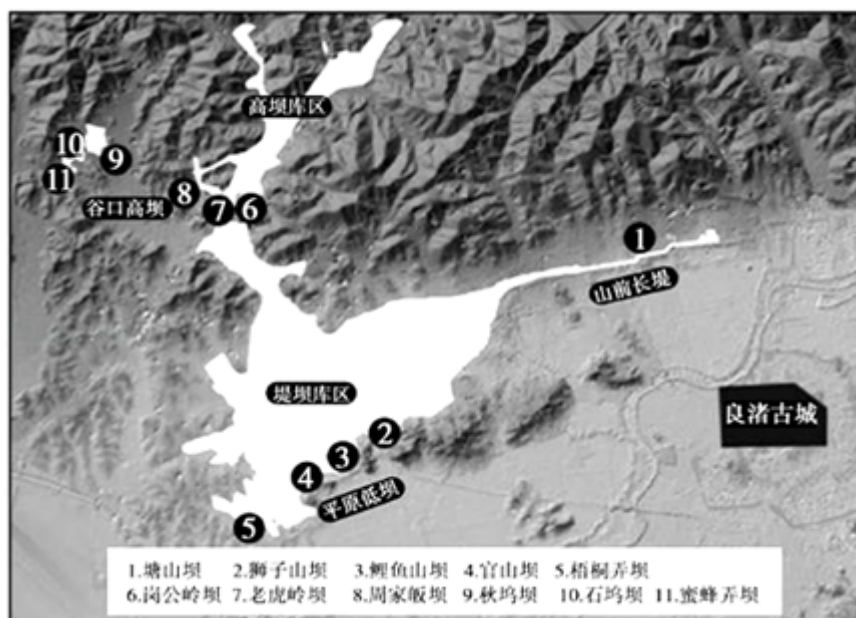 高坝库区
10
9
11
8
谷口高坝
7
6
1
山前长堤
堤坝库区
良渚古城
2
3
4
平原低坝
5
1.塘山坝 2.狮子山坝 3.鲤鱼山坝 4.官山坝 5.梧桐弄坝
6.岗公岭坝 7.老虎岭坝 8.周家畈坝 9.秋坞坝 10.石坞坝 11.蜜蜂弄坝